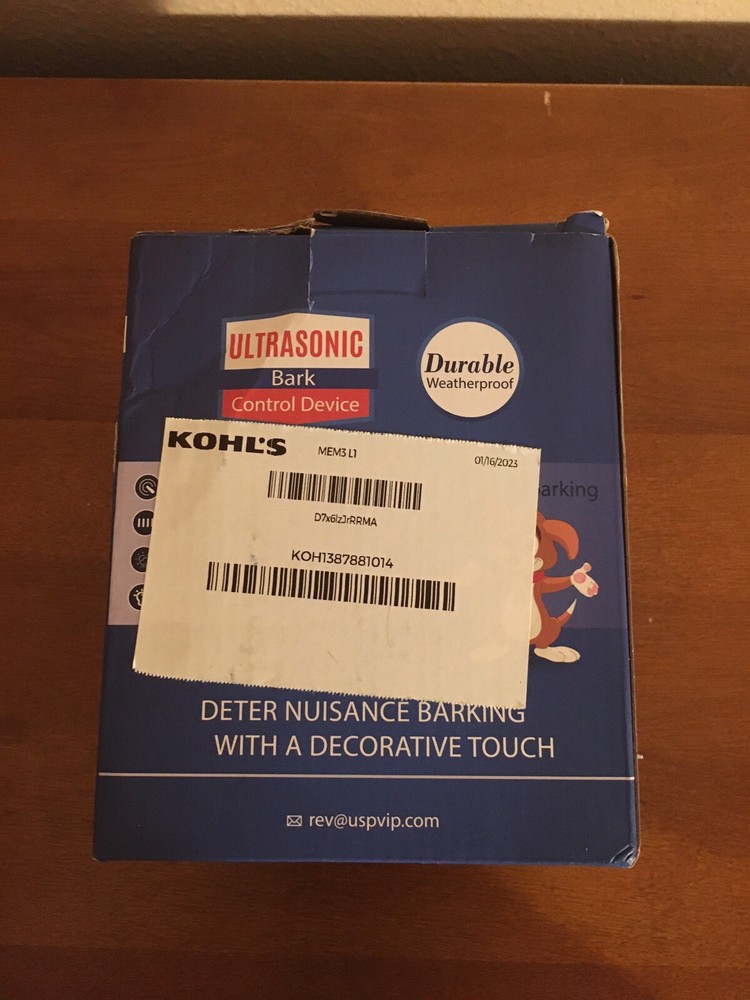 ULTRASONIC
Bark
Control Device
Durable
Weatherproof
KOHL'S
MEM3 L1
01/16/2023
D7x6lzJrRRMA
KOH1387881014
arking
DETER NUISANCE BARKING
WITH A DECORATIVE TOUCH
rev@uspvip.com